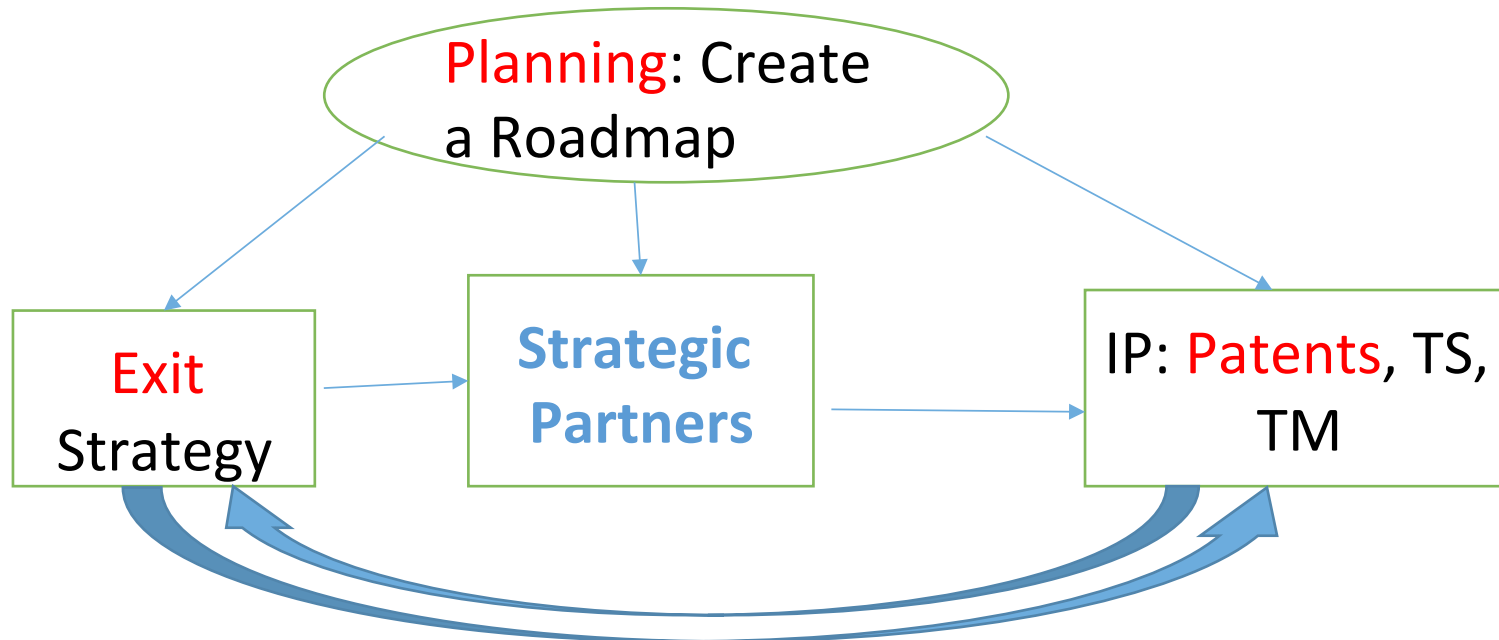 Planning: Create
a Roadmap
Exit
Strategy
Strategic
Partners
IP: Patents, TS,
TM